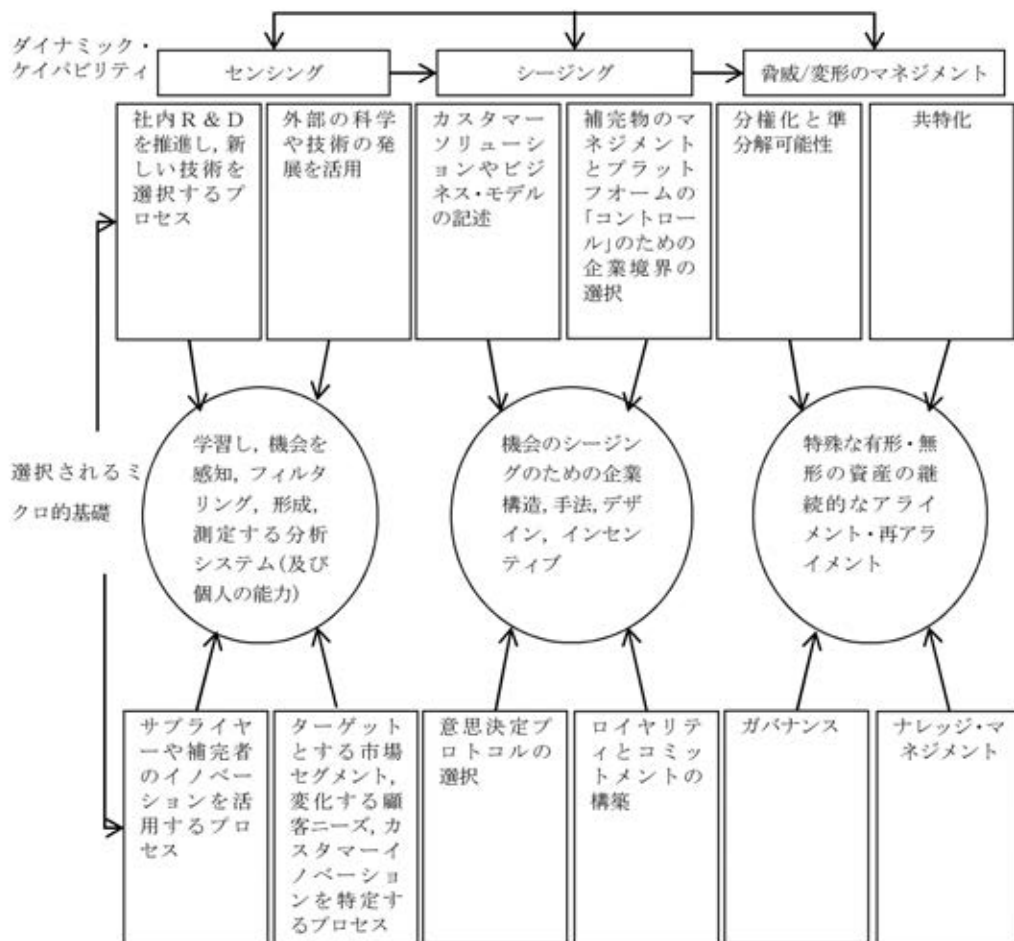 ダイナミック・
ケイパビリティ
センシング
シージング
脅威/変形のマネジメント
社内R&D
を推進し,新
しい技術を
選択するプ
ロセス
外部の科学
や技術の発
展を活用
カスタマー
ソリューシ
ョンやビジ
ネス・モデル
の記述
補完物のマ
ネジメント
とプラット
フオームの
「コントロー
ル」のための
企業境界の
選択
分権化と準
分解可能性
共特化
選択されるミ
クロ的基礎
学習し,機会を
感知,フィルタ
リング,形成,
測定する分析
システム(及び
個人の能力)
機会のシージン
グのための企業
構造,手法,デザ
イン,インセン
ティブ
特殊な有形・無
形の資産の継
続的なアライ
メント・再アラ
イメント
サプライヤ
ーや補完者
のイノベー
ションを活
用するプロ
セス
ターゲット
とする市場
セグメント,
変化する顧
客ニーズ,カ
スタマーイ
ノベーショ
ンを特定す
るプロセス
意思決定プ
ロトコルの
選択
ロイヤリテ
ィとコミッ
トメントの
構築
ガバナンス
ナレッジ・マ
ネジメント